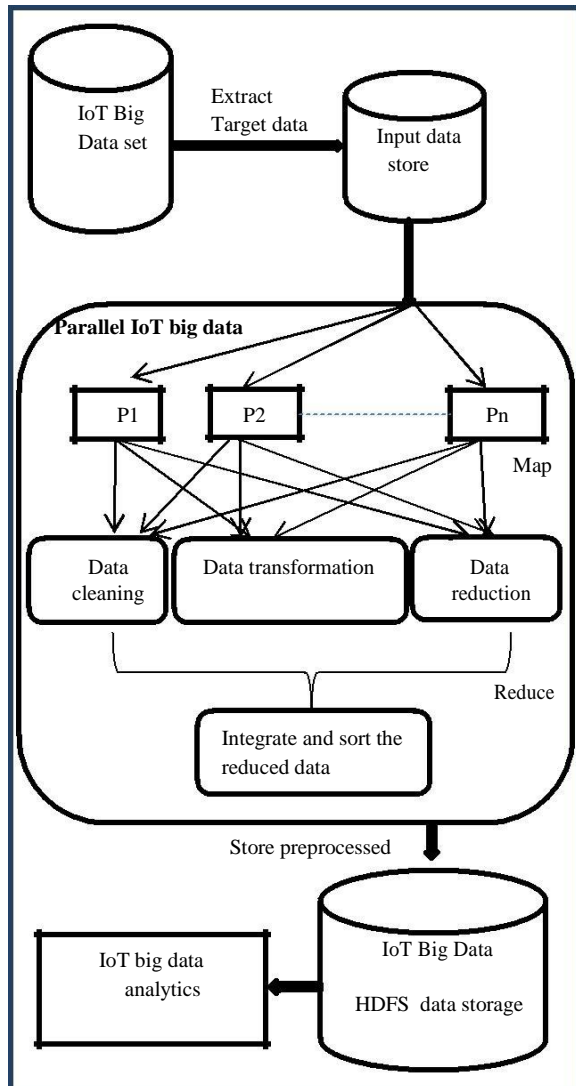 IoT Big
Data set
Extract
Target data
Input data
store
Parallel IoT big data
P1
P2
Pn
Map
Data
cleaning
Data transformation
Data
reduction
Reduce
Integrate and sort the
reduced data
Store preprocessed
IoT Big Data
HDFS data storage
IoT big data
analytics